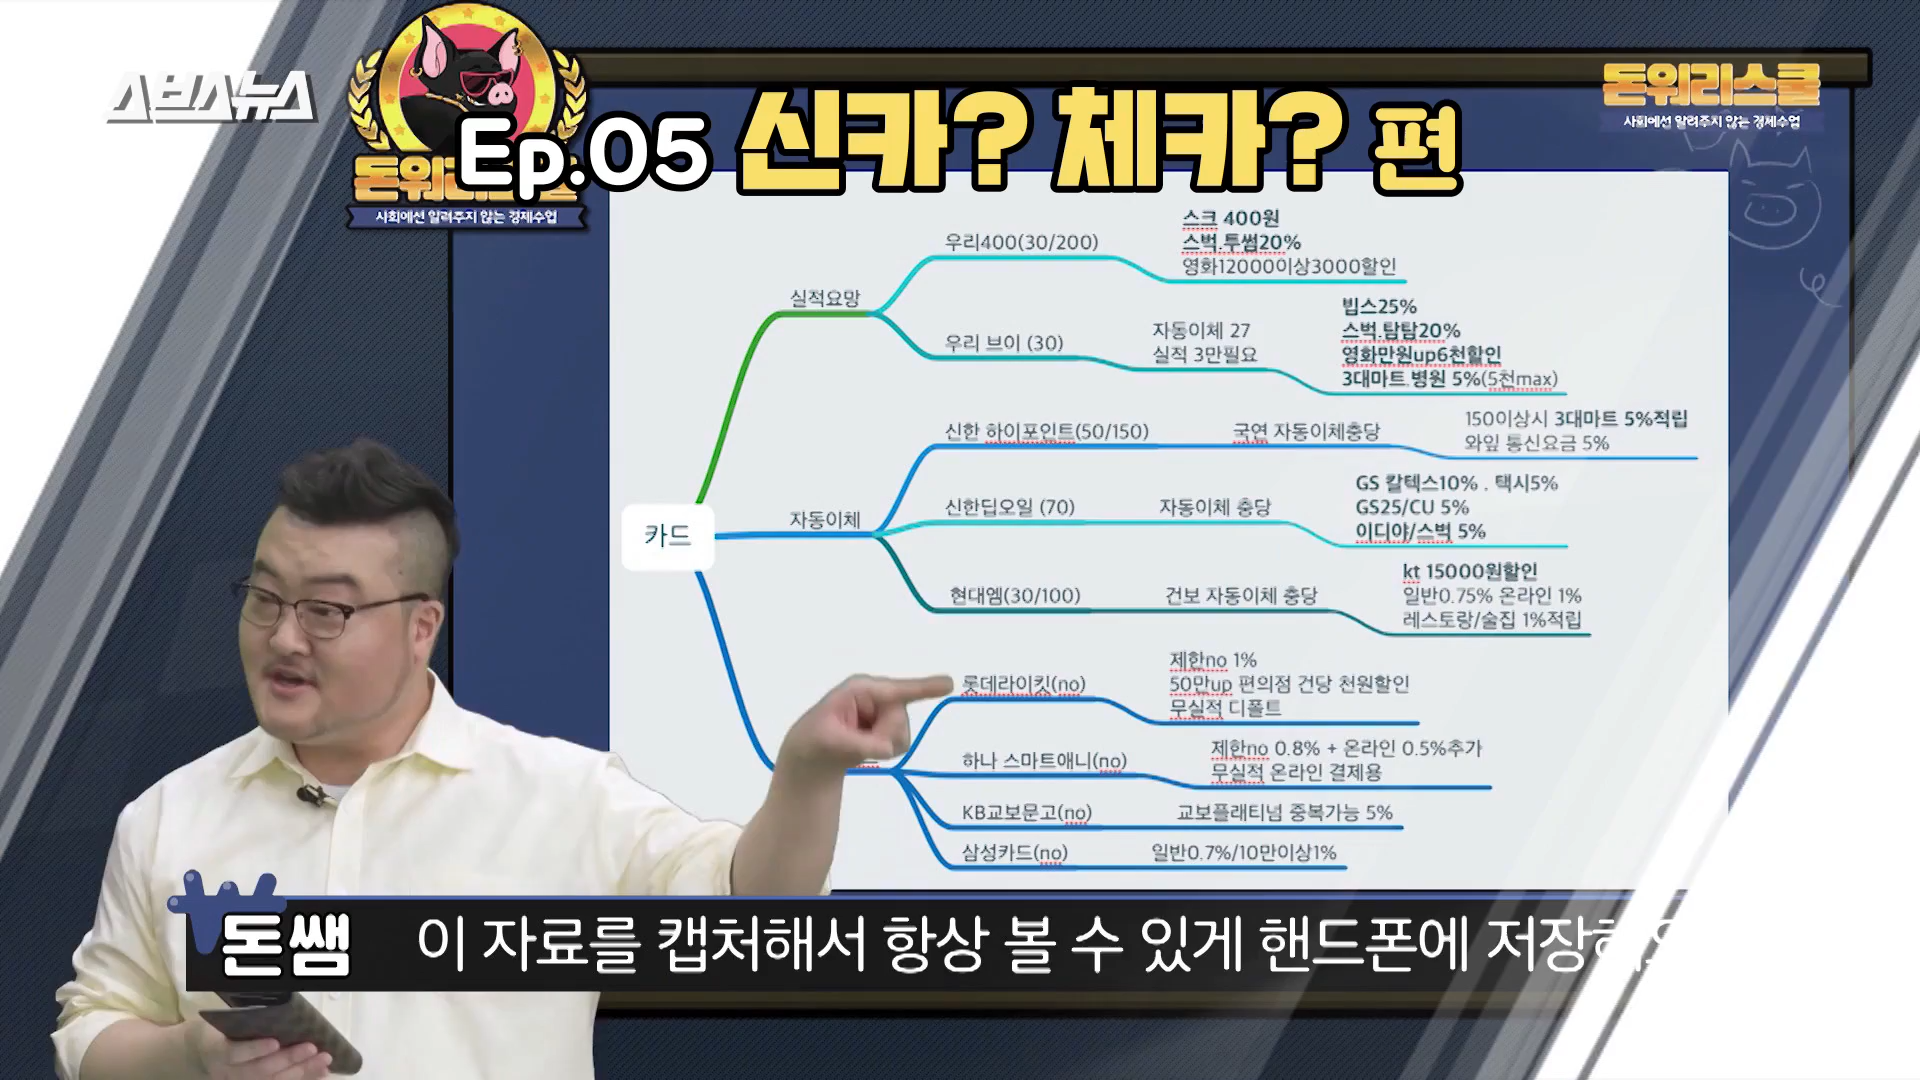 스브스뉴스
돈워리스쿨
사회에선 알려주지 않는 경제수업
Ep.05 신카? 체카? 편
사회에선 알려주지 않는 경제수업
카드
실적요망
우리400(30/200)
스크 400원
스벅.투썸20%
영화12000이상3000할인
우리 브이 (30)
자동이체 27
실적 3만필요
빕스25%
스벅.탐탐20%
영화만원up6천할인
3대마트.병원 5%(5천max)
자동이체
신한 하이포인트(50/150)
국연 자동이체충당
150이상시 3대마트 5%적립
와잎 통신요금 5%
신한딥오일 (70)
자동이체 충당
GS 칼텍스10% . 택시5%
GS25/CU 5%
이디야/스벅 5%
현대엠(30/100)
건보 자동이체 충당
kt 15000원할인
일반0.75% 온라인 1%
레스토랑/술집 1%적립
롯데라이킷(no)
제한no 1%
50만up 편의점 건당 천원할인
무실적 디폴트
하나 스마트애니(no)
제한no 0.8% + 온라인 0.5%추가
무실적 온라인 결제용
KB교보문고(no)
교보플래티넘 중복가능 5%
삼성카드(no)
일반0.7%/10만이상1%
돈쌤
이 자료를 캡처해서 항상 볼 수 있게 핸드폰에